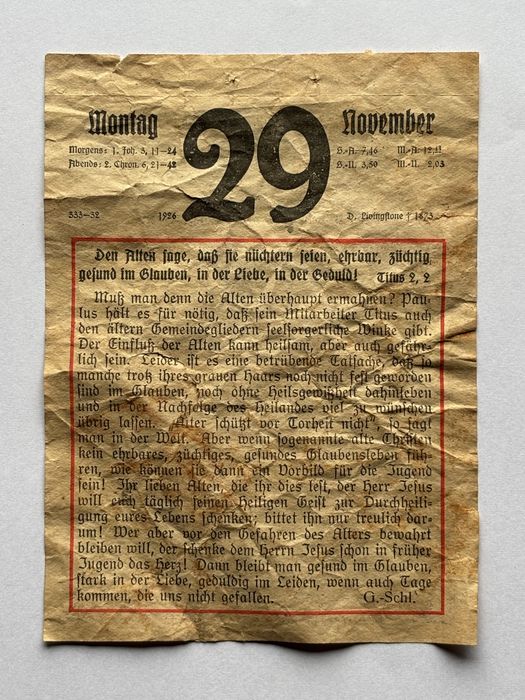 Montag 29 November
Morgens: 1. Joh. 3, 11–24
Abends: 2. Chron. 6, 21–42
S.-A. 7,46 M.-A. 12,11
S.-U. 3,50 M.-U. 2,03
333–32 1926 D. Livingstone † 1873
Den Alten sage, daß sie nüchtern seien, ehrbar, züchtig,
gesund im Glauben, in der Liebe, in der Geduld! Titus 2, 2
Muß man denn die Alten überhaupt ermahnen? Pau-
lus hält es für nötig, daß sein Mitarbeiter Titus auch
den ältern Gemeindegliedern seelsorgerliche Winke gibt.
Der Einfluß der Alten kann heilsam, aber auch gefähr-
lich sein. Leider ist es eine betrübende Tatsache, daß so
manche trotz ihres grauen Haars noch nicht fest geworden
sind im Glauben, noch ohne Heilsgewißheit dahinleben
und in der Nachfolge des Heilandes viel zu wünschen
übrig lassen. „Alter schützt vor Torheit nicht", so sagt
man in der Welt. Aber wenn sogenannte alte Christen
kein ehrbares, züchtiges, gesundes Glaubensleben füh-
ren, wie können sie dann ein Vorbild für die Jugend
sein! Ihr lieben Alten, die ihr dies lest, der Herr Jesus
will euch täglich seinen Heiligen Geist zur Durchheili-
gung eures Lebens schenken; bittet ihn nur treulich dar-
um! Wer aber vor den Gefahren des Alters bewahrt
bleiben will, der schenke dem Herrn Jesus schon in früher
Jugend das Herz! Dann bleibt man gesund im Glauben,
stark in der Liebe, geduldig im Leiden, wenn auch Tage
kommen, die uns nicht gefallen. G.-Schl.